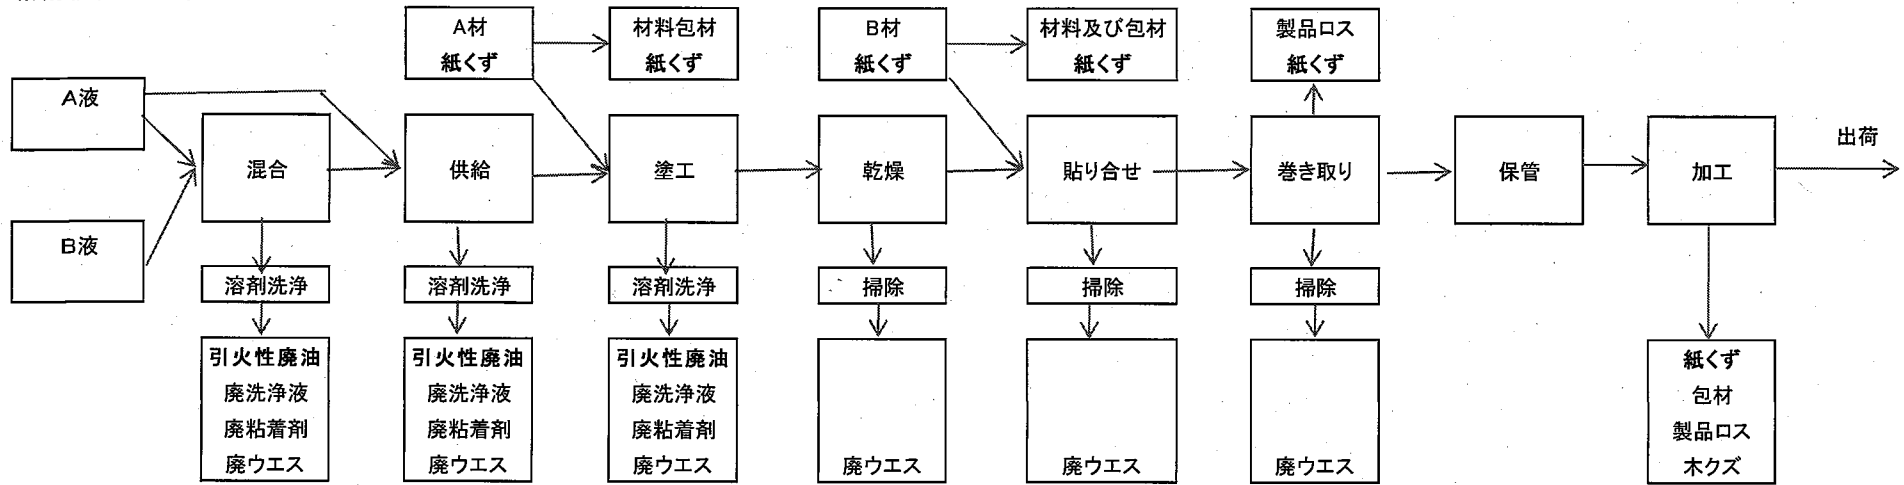 A材
紙くず
材料包材
紙くず
B材
紙くず
材料及び包材
紙くず
製品ロス
紙くず
A液
B液
混合
供給
塗工
乾燥
貼り合せ
巻き取り
保管
加工
出荷
溶剤洗浄
溶剤洗浄
溶剤洗浄
掃除
掃除
掃除
引火性廃油
廃洗浄液
廃粘着剤
廃ウエス
引火性廃油
廃洗浄液
廃粘着剤
廃ウエス
引火性廃油
廃洗浄液
廃粘着剤
廃ウエス
廃ウエス
廃ウエス
廃ウエス
紙くず
包材
製品ロス
木クズ